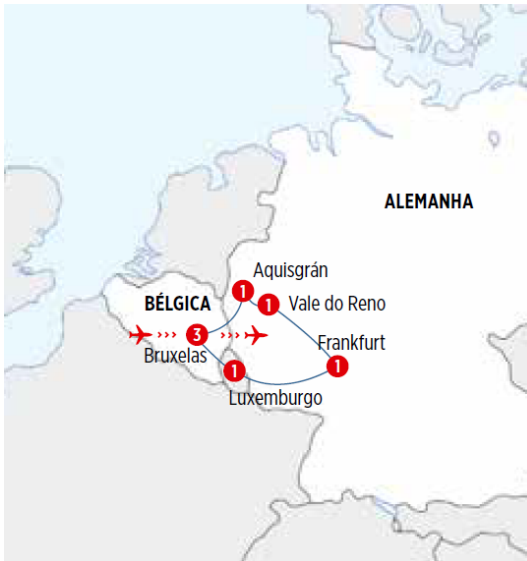 ALEMANHA
Aquisgrán
1
1
Vale do Reno
BÉLGICA
3
Bruxelas
Frankfurt
1
1
Luxemburgo